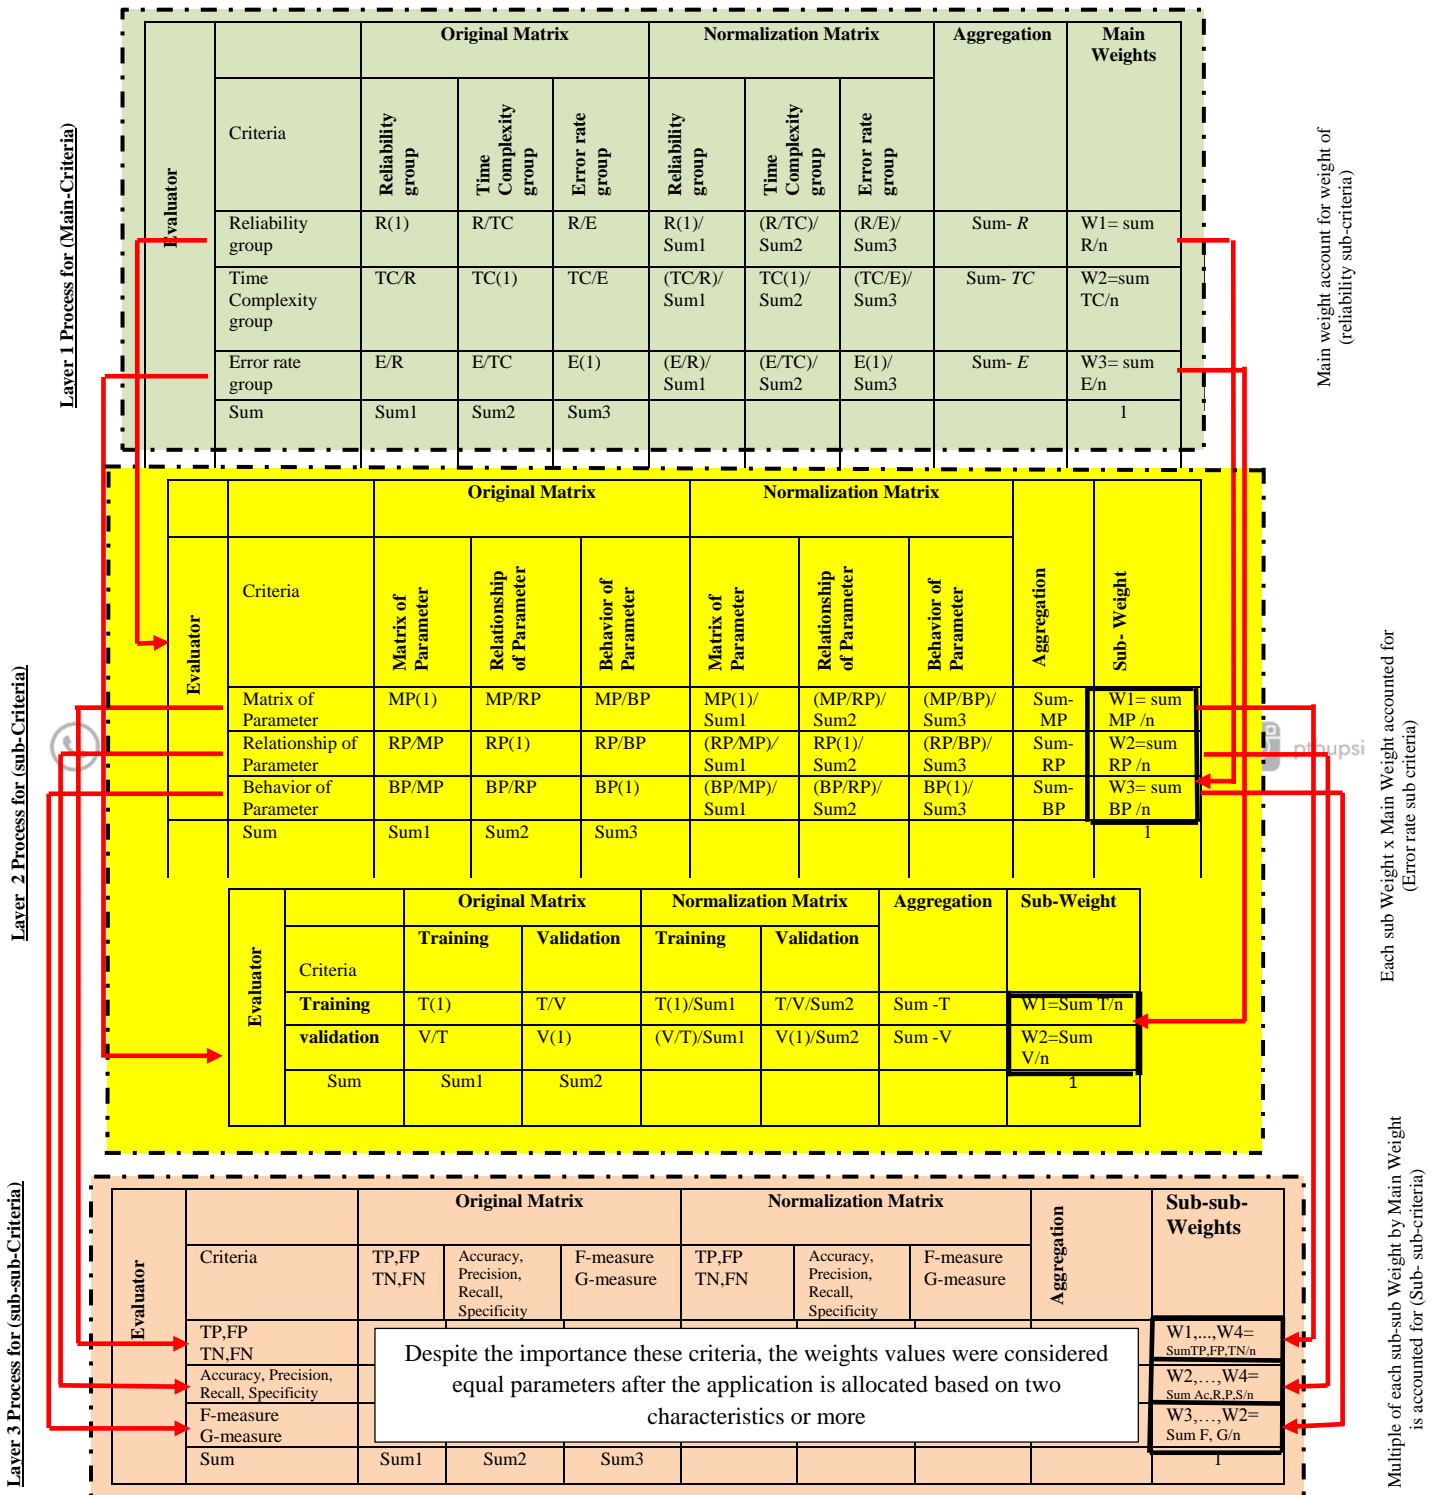 Layer 1 Process for (Main-Criteria)
Evaluator
Original Matrix
Normalization Matrix
Aggregation
Main
Weights
Criteria
Reliability
group
Time
Complexity
group
Error rate
group
Reliability
group
Time
Complexity
group
Error rate
group
Reliability
group
R(1)
R/TC
R/E
R(1)/
Sum1
(R/TC)/
Sum2
(R/E)/
Sum3
Sum- R
W1= sum
R/n
Time
Complexity
group
TC/R
TC(1)
TC/E
(TC/R)/
Sum1
TC(1)/
Sum2
(TC/E)/
Sum3
Sum- TC
W2=sum
TC/n
Error rate
group
E/R
E/TC
E(1)
(E/R)/
Sum1
(E/TC)/
Sum2
E(1)/
Sum3
Sum- E
W3= sum
E/n
Sum
Sum1
Sum2
Sum3
1
Main weight account for weight of
(reliability sub-criteria)
Layer 2 Process for (sub-Criteria)
Evaluator
Original Matrix
Normalization Matrix
Criteria
Matrix of
Parameter
Relationship
of Parameter
Behavior of
Parameter
Matrix of
Parameter
Relationship
of Parameter
Behavior of
Parameter
Aggregation
Sub- Weight
Matrix of
Parameter
MP(1)
MP/RP
MP/BP
MP(1)/
Sum1
(MP/RP)/
Sum2
(MP/BP)/
Sum3
Sum-
MP
W1= sum
MP /n
Relationship of
Parameter
RP/MP
RP(1)
RP/BP
(RP/MP)/
Sum1
RP(1)/
Sum2
(RP/BP)/
Sum3
Sum-
RP
W2=sum
RP /n
Behavior of
Parameter
BP/MP
BP/RP
BP(1)
(BP/MP)/
Sum1
(BP/RP)/
Sum2
BP(1)/
Sum3
Sum-
BP
W3= sum
BP /n
Sum
Sum1
Sum2
Sum3
1
ptbupsi
Evaluator
Original Matrix
Normalization Matrix
Aggregation
Sub-Weight
Criteria
Training
Validation
Training
Validation
Training
T(1)
T/V
T(1)/Sum1
T/V/Sum2
Sum -T
W1=Sum T/n
validation
V/T
V(1)
(V/T)/Sum1
V(1)/Sum2
Sum -V
W2=Sum
V/n
Sum
Sum1
Sum2
1
Each sub Weight x Main Weight accounted for
(Error rate sub criteria)
Layer 3 Process for (sub-sub-Criteria)
Evaluator
Original Matrix
Normalization Matrix
Aggregation
Sub-sub-
Weights
Criteria
TP,FP
TN,FN
Accuracy,
Precision,
Recall,
Specificity
F-measure
G-measure
TP,FP
TN,FN
Accuracy,
Precision,
Recall,
Specificity
F-measure
G-measure
TP,FP
TN,FN
W1,...,W4=
SumTP,FP,TN/n
Accuracy, Precision,
Recall, Specificity
W2,…,W4=
Sum Ac,R,P,S/n
F-measure
G-measure
W3,…,W2=
Sum F, G/n
Despite the importance these criteria, the weights values were considered
equal parameters after the application is allocated based on two
characteristics or more
Sum
Sum1
Sum2
Sum3
1
Multiple of each sub-sub Weight by Main Weight
is accounted for (Sub- sub-criteria)